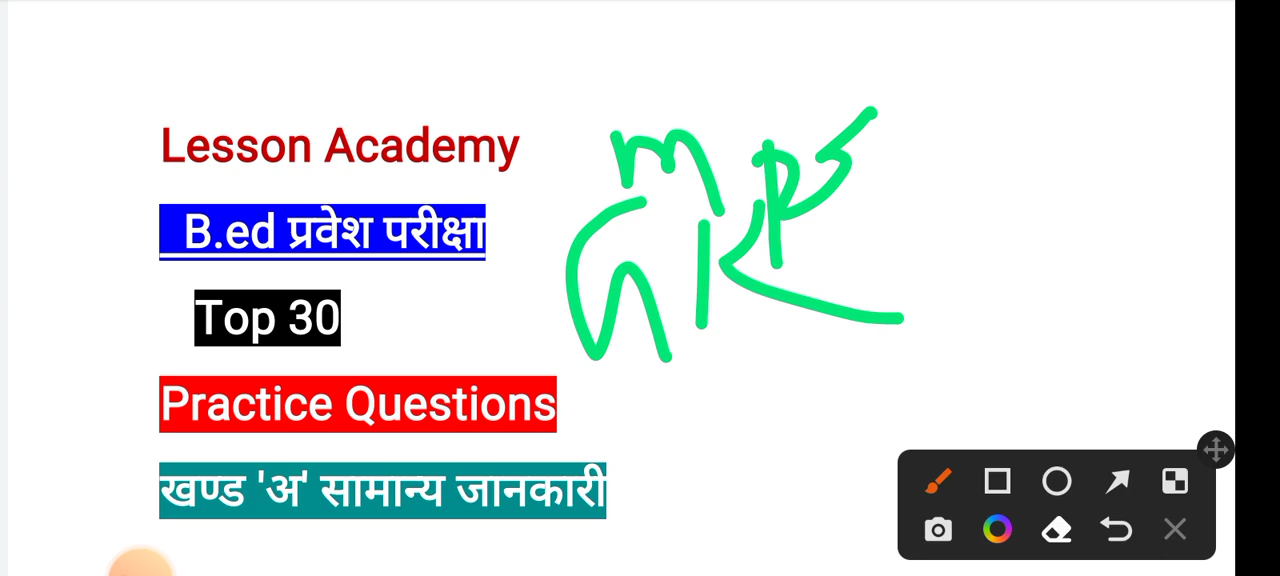 Lesson Academy
B.ed प्रवेश परीक्षा
Top 30
Practice Questions
खण्ड 'अ' सामान्य जानकारी